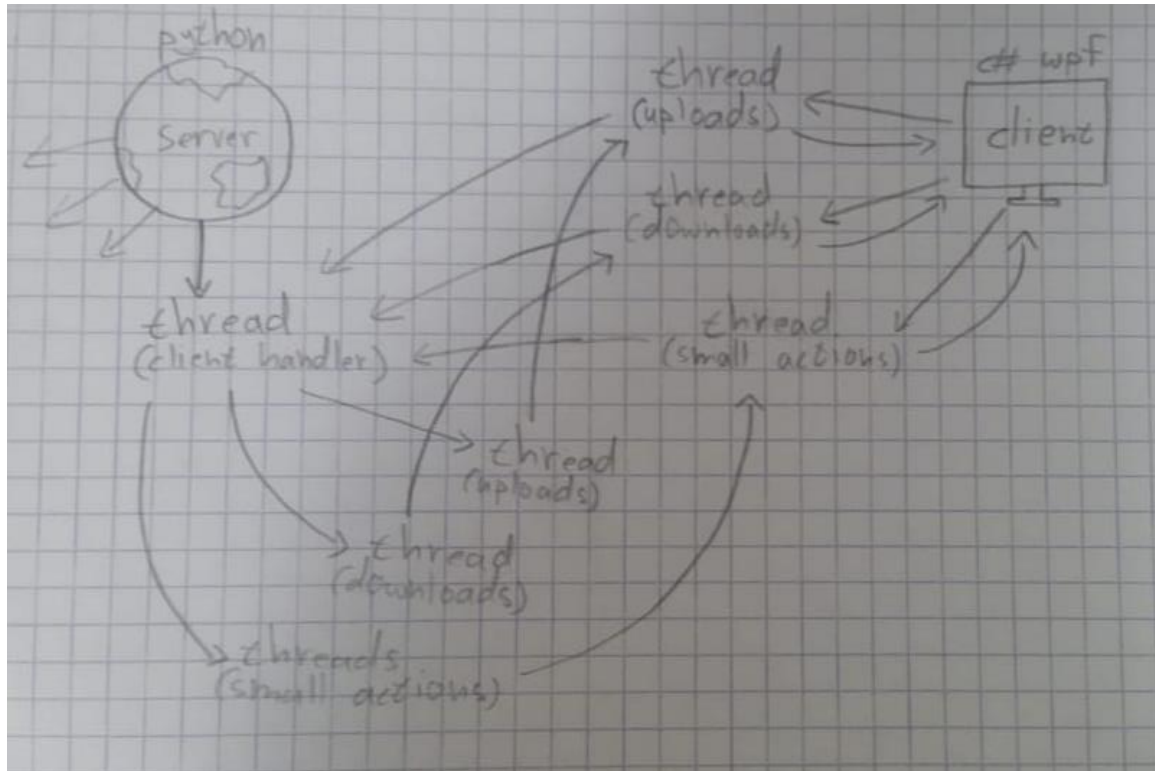 python
server
thread
(client handler)
thread
(uploads)
thread
(downloads)
threads
(small actions)
thread
(uploads)
thread
(downloads)
thread
(small actions)
c# wpf
client